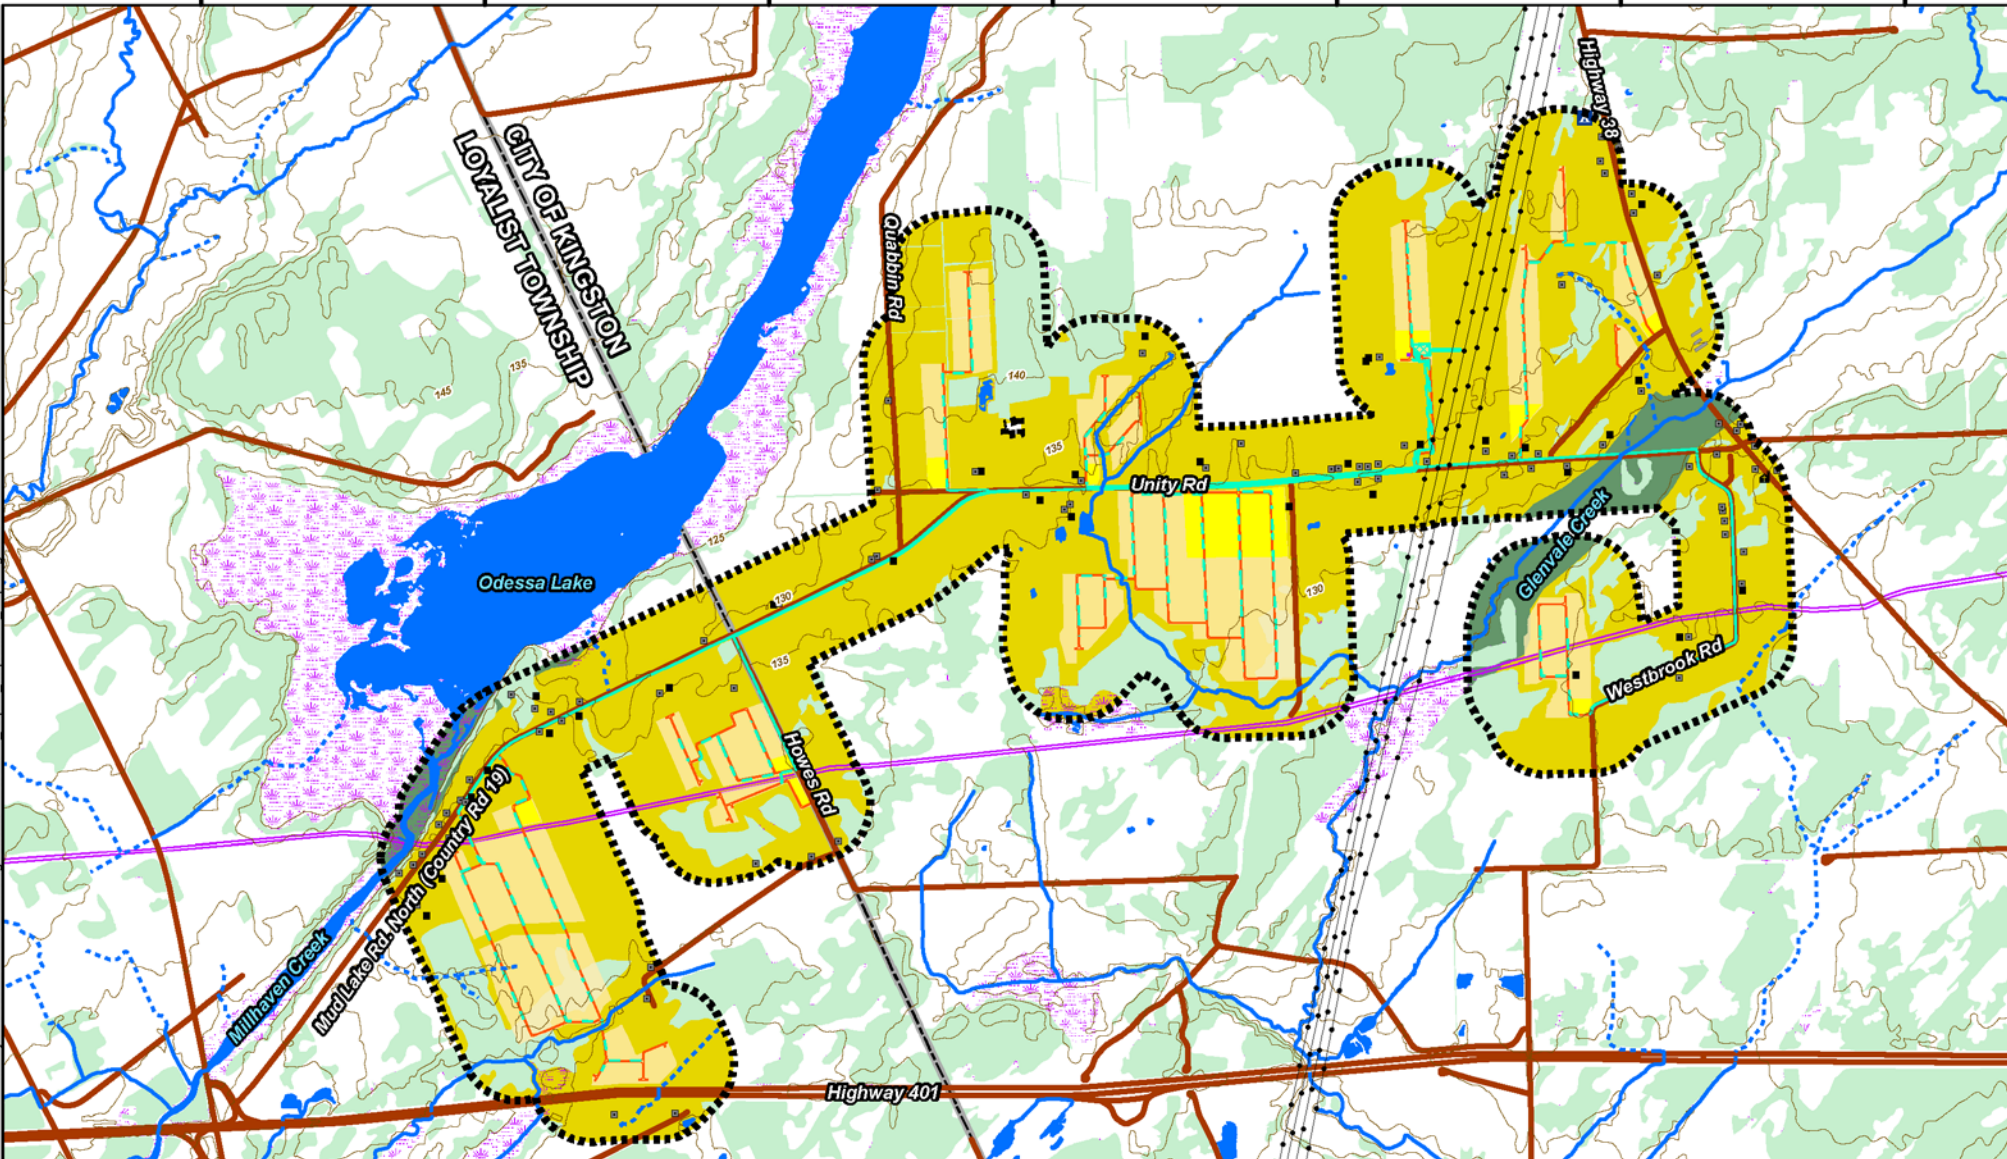 Highway 38
CITY OF KINGSTON
LOYALIST TOWNSHIP
Quabbin Rd
135
145
140
135
Unity Rd
Glenvale Creek
125
Odessa Lake
130
130
135
Westbrook Rd
Howes Rd
Mud Lake Rd. North (Country Rd 19)
Millhaven Creek
Highway 401